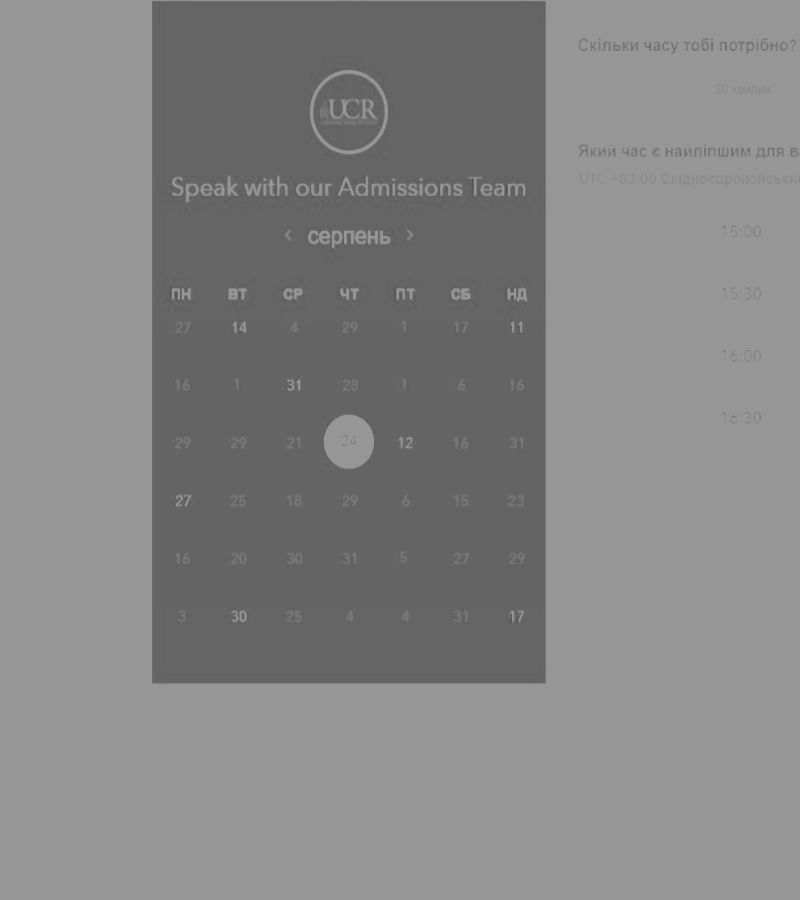 UCR
Speak with our Admissions Team
< серпень >
ПН ВТ СР ЧТ ПТ СБ НД
27 14 4 29 1 17 11
16 1 31 28 1 6 16
29 29 21 24 12 16 31
27 25 18 29 6 15 23
16 20 30 31 5 27 29
3 30 25 4 4 31 17
Скільки часу тобі потрібно?
30 хвилин
Який час є найліпшим для в
UTC +03:00
15:00
15:30
16:00
16:30